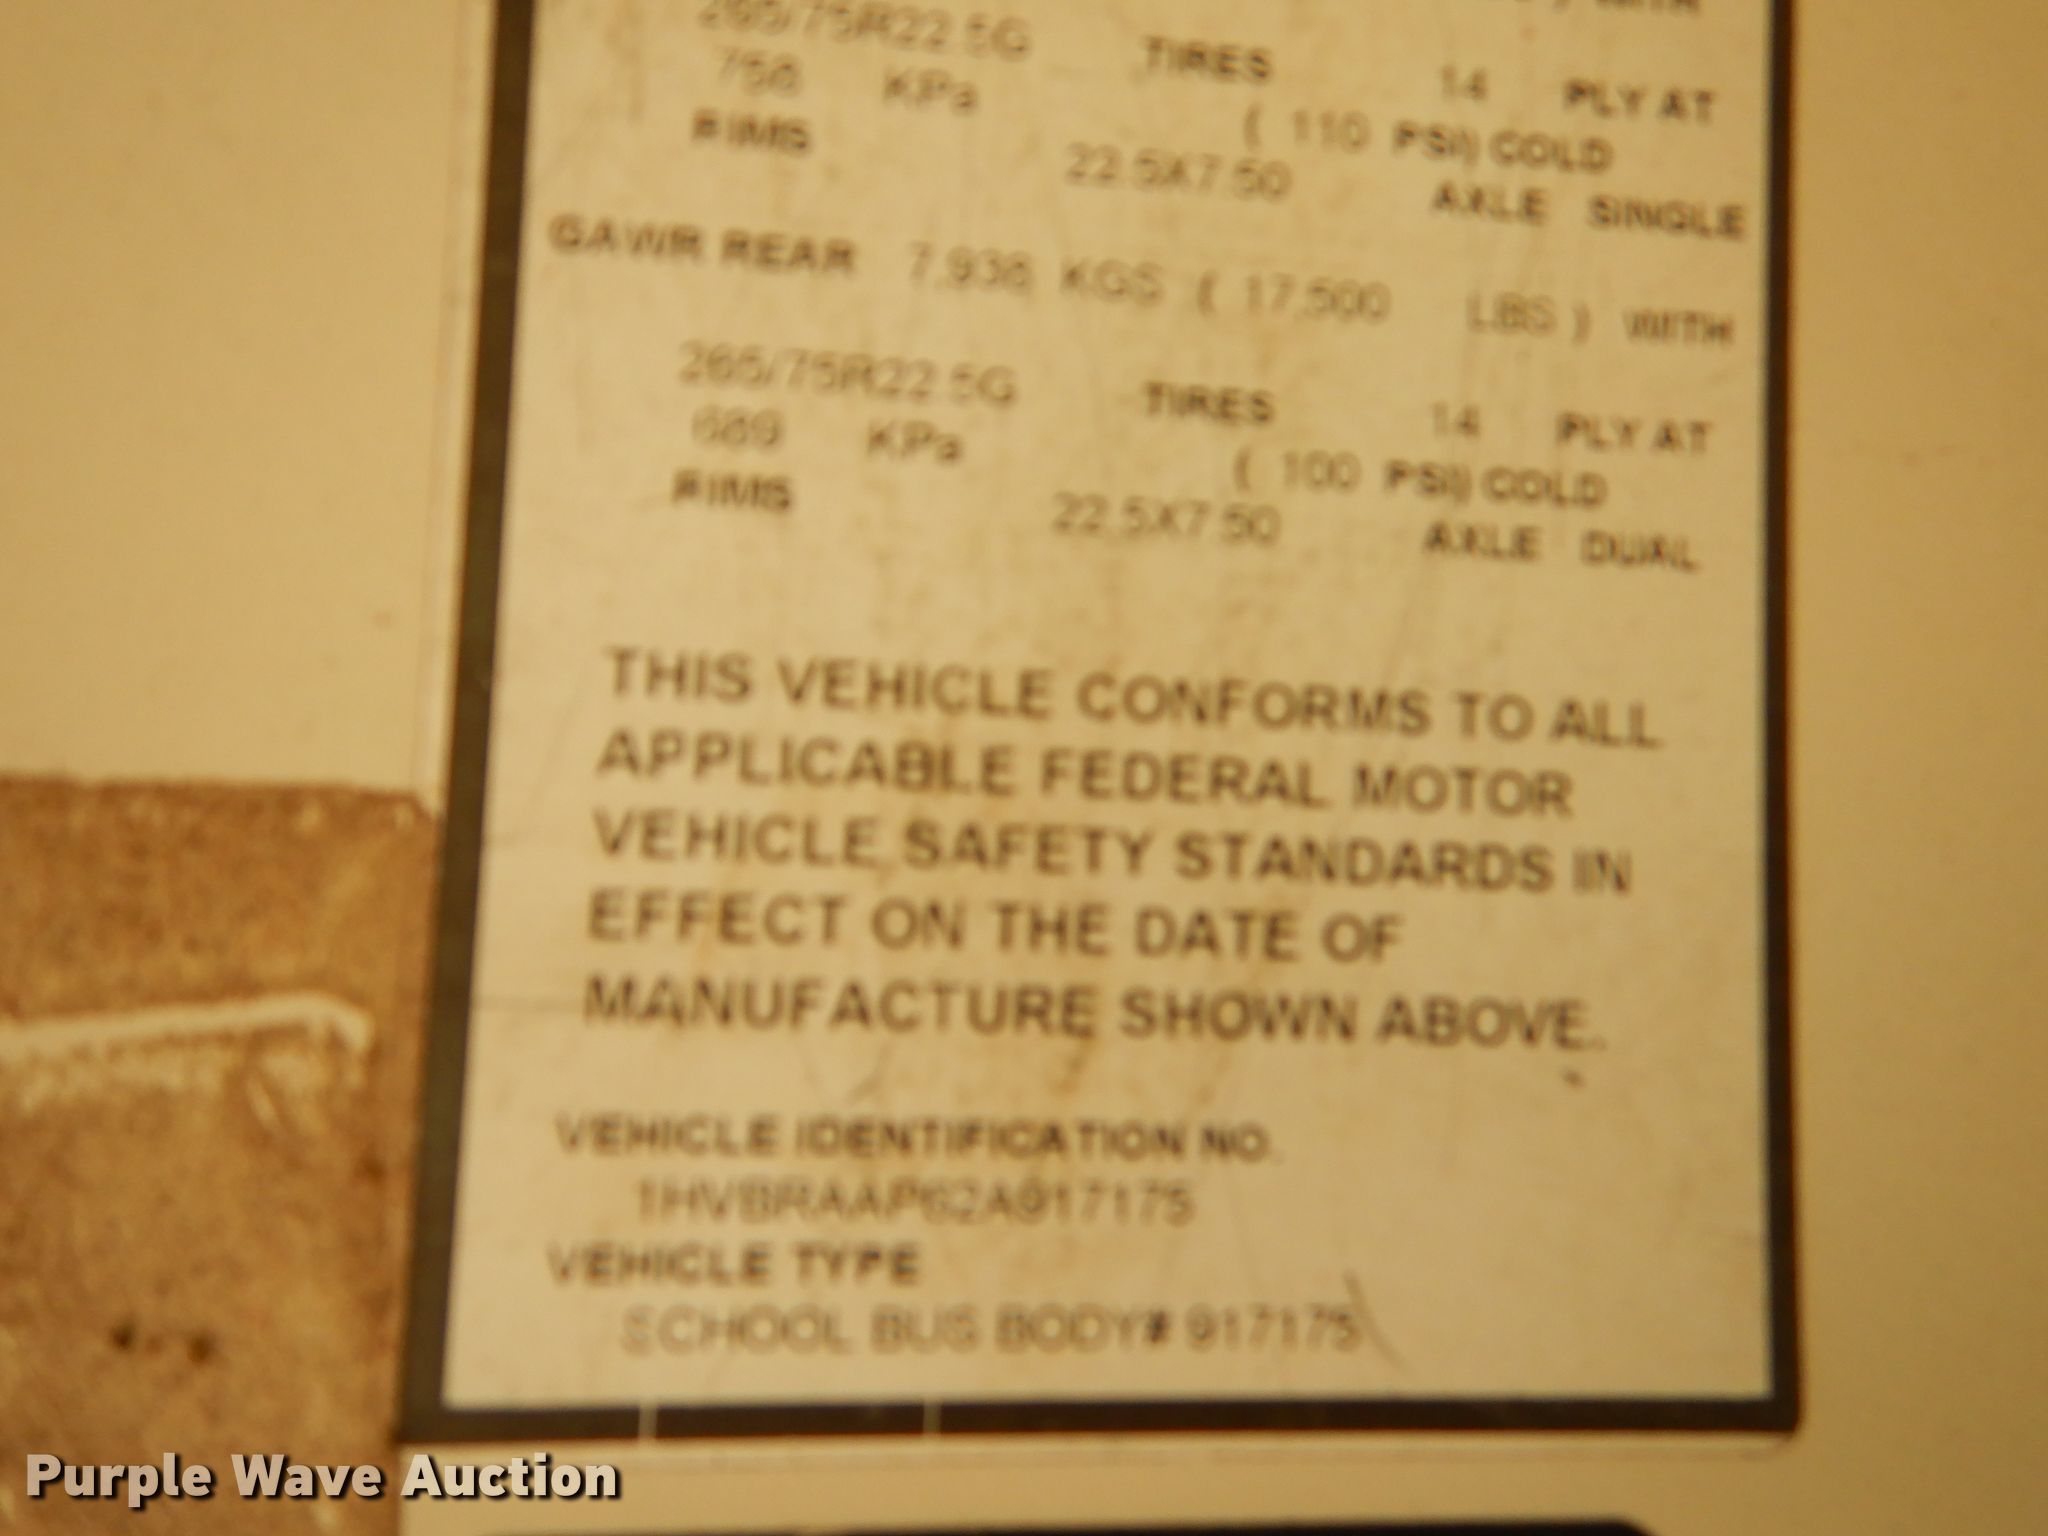 ) WITH
265/75R22.5G TIRES 14 PLY AT
758 KPa ( 110 PSI) COLD
RIMS 22.5X7.50 AXLE SINGLE
GAWR REAR 7,938 KGS ( 17,500 LBS ) WITH
265/75R22.5G TIRES 14 PLY AT
689 KPa ( 100 PSI) COLD
RIMS 22.5X7.50 AXLE DUAL
THIS VEHICLE CONFORMS TO ALL
APPLICABLE FEDERAL MOTOR
VEHICLE SAFETY STANDARDS IN
EFFECT ON THE DATE OF
MANUFACTURE SHOWN ABOVE.
VEHICLE IDENTIFICATION NO.
1HVBRAAP62A917175
VEHICLE TYPE
SCHOOL BUS BODY# 917175
Purple Wave Auction